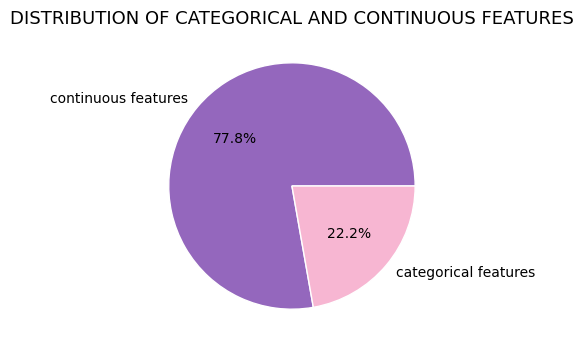 DISTRIBUTION OF CATEGORICAL AND CONTINUOUS FEATURES
continuous features
77.8%
22.2%
categorical features